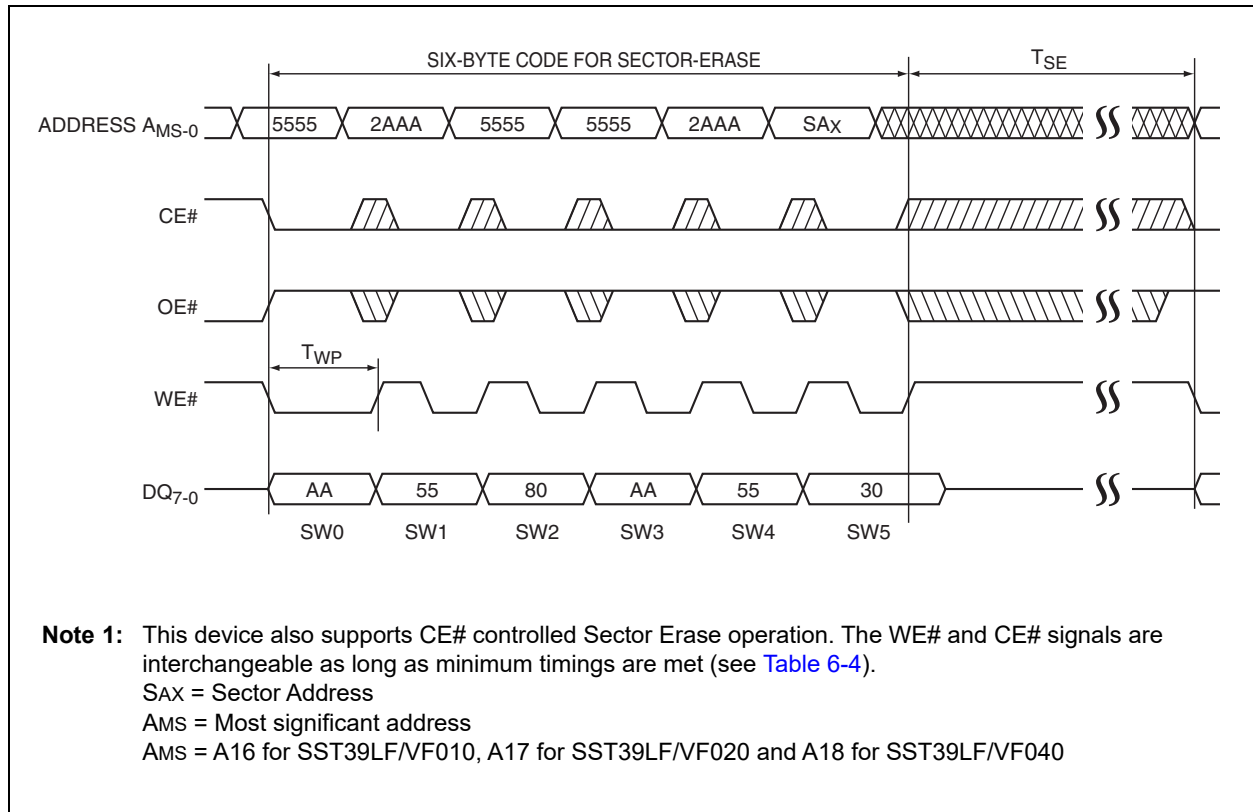 SIX-BYTE CODE FOR SECTOR-ERASE
TSE
ADDRESS AMS-0
5555
2AAA
5555
5555
2AAA
SAX
CE#
OE#
TWP
WE#
DQ7-0
AA
55
80
AA
55
30
SW0
SW1
SW2
SW3
SW4
SW5
Note 1: This device also supports CE# controlled Sector Erase operation. The WE# and CE# signals are
interchangeable as long as minimum timings are met (see Table 6-4).
SAX = Sector Address
AMS = Most significant address
AMS = A16 for SST39LF/VF010, A17 for SST39LF/VF020 and A18 for SST39LF/VF040